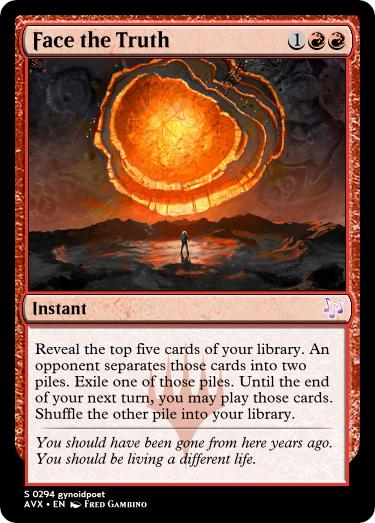 Face the Truth 1
Instant
Reveal the top five cards of your library. An
opponent separates those cards into two
piles. Exile one of those piles. Until the end
of your next turn, you may play those cards.
Shuffle the other pile into your library.
You should have been gone from here years ago.
You should be living a different life.
S 0294 gynoidpoet
AVX • EN Fred Gambino